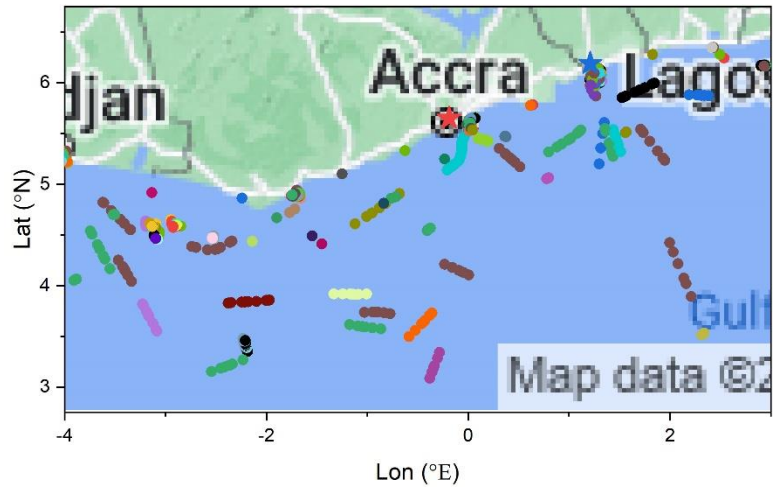 Accra
djan
Lagos
Gulf
Map data ©2
Lat (°N)
6
5
4
3
-4
-2
0
2
Lon (°E)